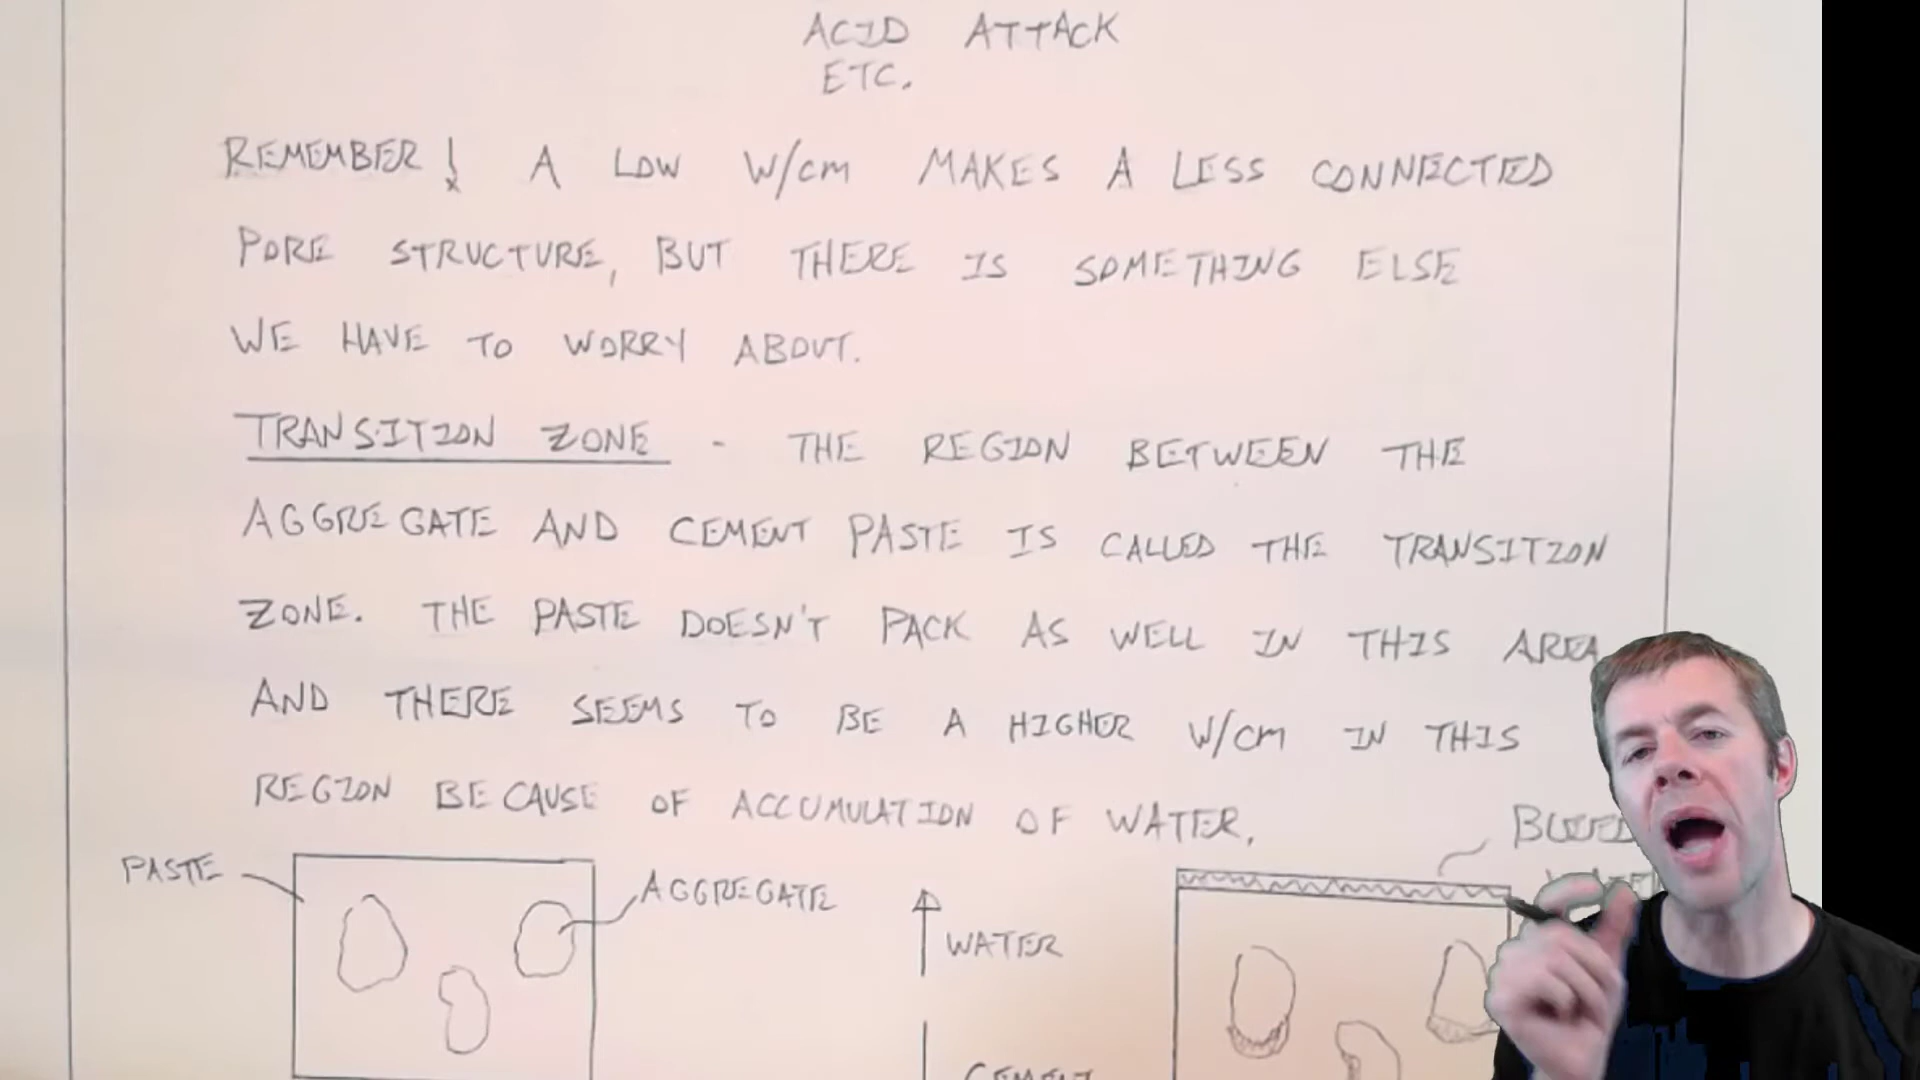 ACID ATTACK
ETC.
REMEMBER! A LOW W/cm MAKES A LESS CONNECTED
PORE STRUCTURE, BUT THERE IS SOMETHING ELSE
WE HAVE TO WORRY ABOUT.
TRANSITION ZONE - THE REGION BETWEEN THE
AGGREGATE AND CEMENT PASTE IS CALLED THE TRANSITION
ZONE. THE PASTE DOESN'T PACK AS WELL IN THIS AREA
AND THERE SEEMS TO BE A HIGHER W/cm IN THIS
REGION BECAUSE OF ACCUMULATION OF WATER.
BLEED
PASTE
AGGREGATE
WATER
CEMENT